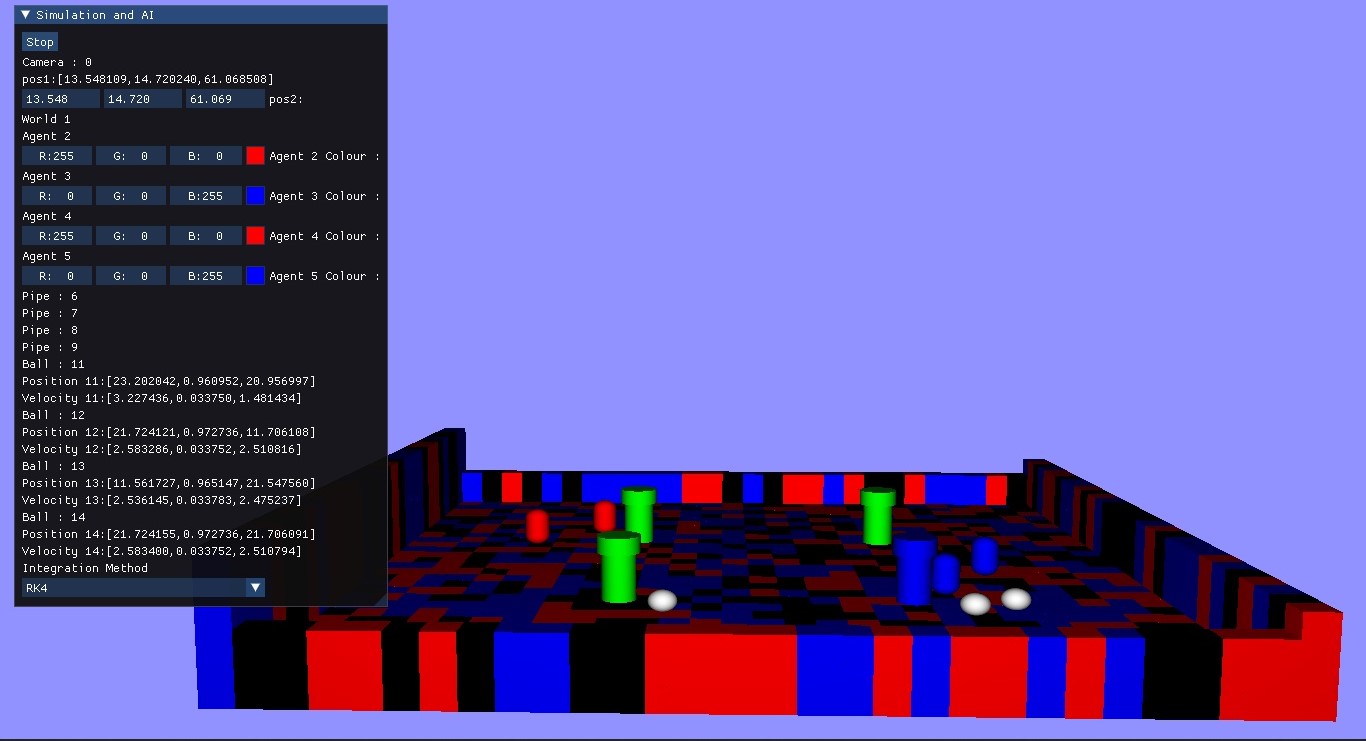 Simulation and AI
Stop
Camera : 0
pos1:[13.548109,14.720240,61.068508]
13.548 14.720 61.069 pos2:
World 1
Agent 2
R:255 G: 0 B: 0 Agent 2 Colour :
Agent 3
R: 0 G: 0 B:255 Agent 3 Colour :
Agent 4
R:255 G: 0 B: 0 Agent 4 Colour :
Agent 5
R: 0 G: 0 B:255 Agent 5 Colour :
Pipe : 6
Pipe : 7
Pipe : 8
Pipe : 9
Ball : 11
Position 11:[23.202042,0.960952,20.956997]
Velocity 11:[3.227436,0.033750,1.481434]
Ball : 12
Position 12:[21.724121,0.972736,11.706108]
Velocity 12:[2.583286,0.033752,2.510816]
Ball : 13
Position 13:[11.561727,0.965147,21.547560]
Velocity 13:[2.536145,0.033783,2.475237]
Ball : 14
Position 14:[21.724155,0.972736,21.706091]
Velocity 14:[2.583400,0.033752,2.510794]
Integration Method
RK4